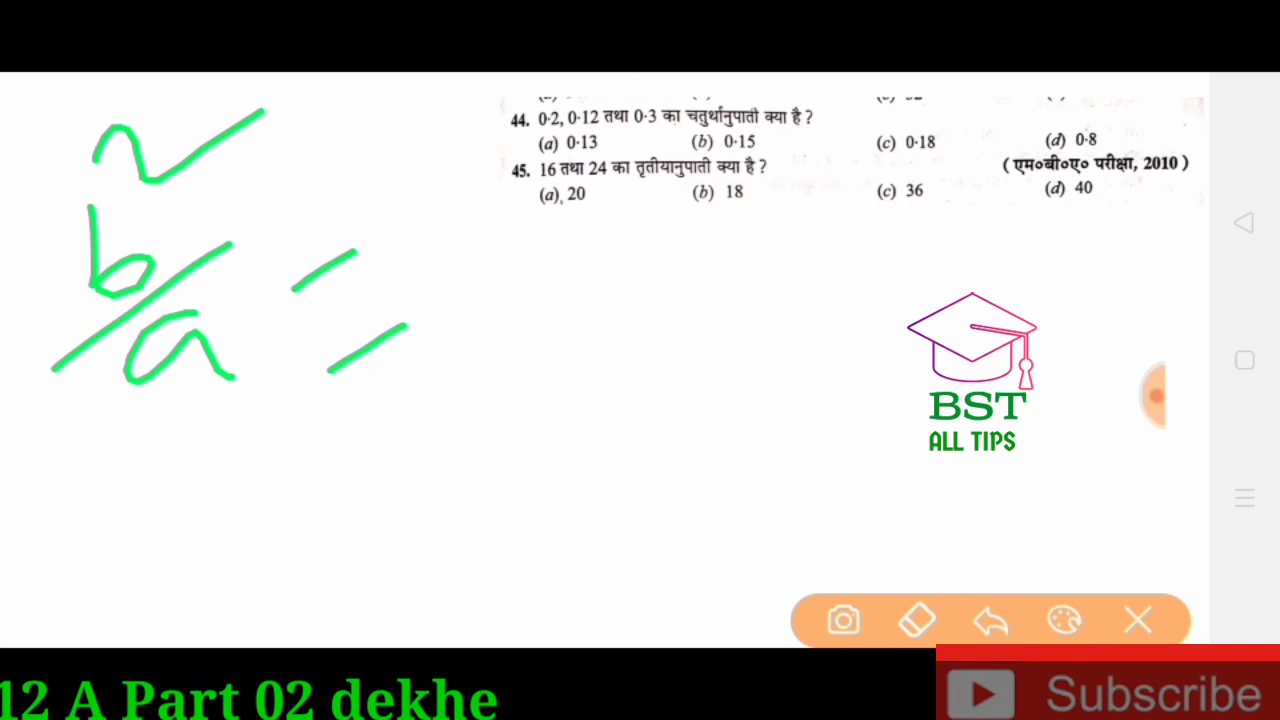 44. 0·2, 0·12 तथा 0·3 का चतुर्थानुपाती क्या है ?
(a) 0·13 (b) 0·15 (c) 0·18 (d) 0·8
45. 16 तथा 24 का तृतीयानुपाती क्या है ? (एम०बी०ए० परीक्षा, 2010)
(a) 20 (b) 18 (c) 36 (d) 40
b/a =
BST
ALL TIPS
12 A Part 02 dekhe
Subscribe